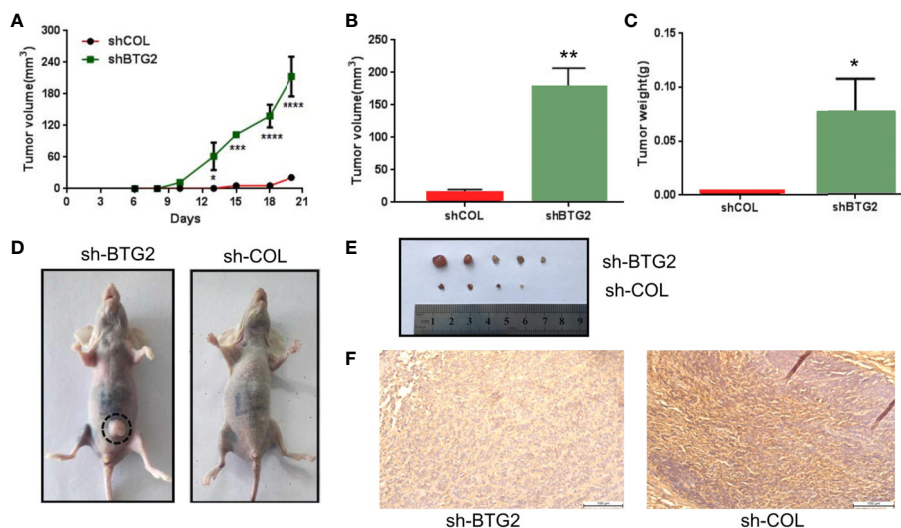 A
Tumor volume(mm³)
300
240
180
120
60
0
shCOL
shBTG2
*
***
****
****
0 3 6 9 12 15 18 21
Days
B
Tumor volume(mm³)
250
200
150
100
50
0
**
shCOL shBTG2
C
Tumor weight(g)
0.15
0.10
0.05
0.00
*
shCOL shBTG2
D
sh-BTG2 sh-COL
E
sh-BTG2
sh-COL
1 2 3 4 5 6 7 8 9
F
sh-BTG2 sh-COL